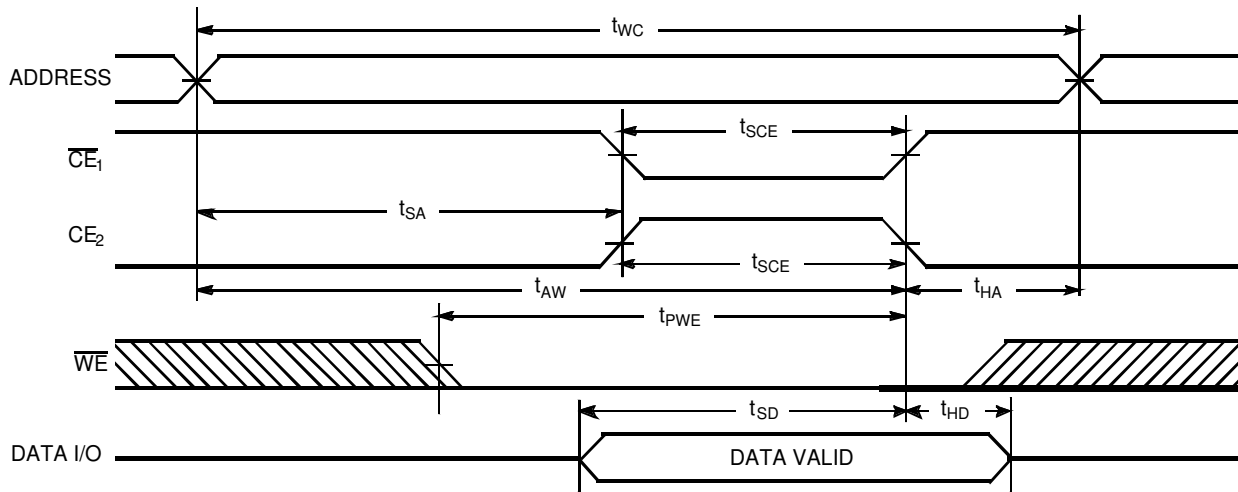 tWC
ADDRESS
tSCE
CE1
tSA
CE2
tSCE
tAW
tHA
tPWE
WE
tSD
tHD
DATA I/O
DATA VALID